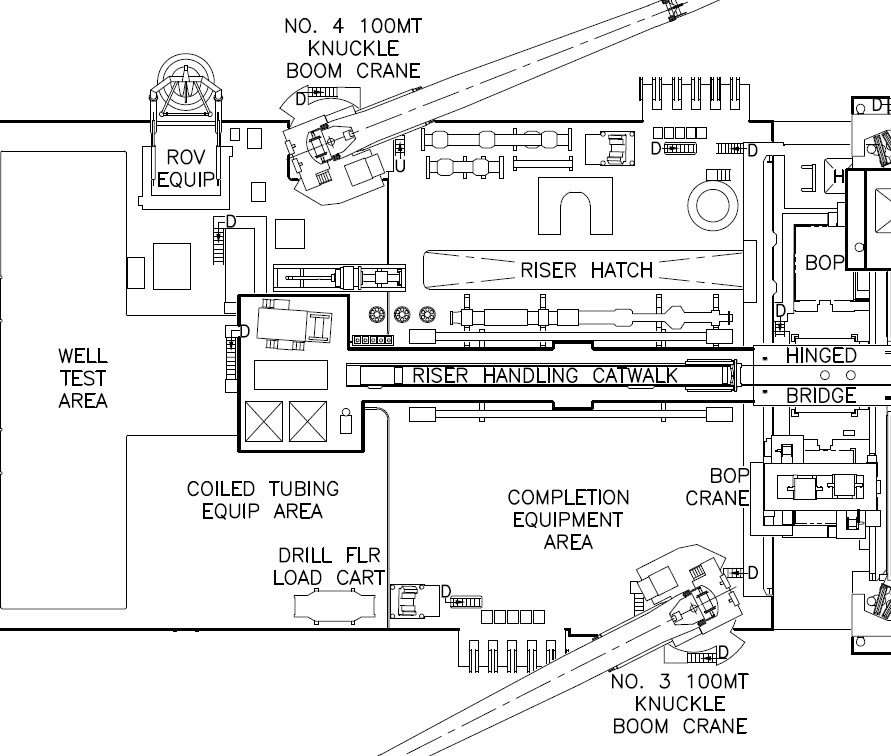 NO. 4 100MT
KNUCKLE
BOOM CRANE
D
D
ROV
EQUIP
U
D
D
D
RISER HATCH
BOP
D
D
WELL
TEST
AREA
HINGED
RISER HANDLING CATWALK
BRIDGE
COILED TUBING
EQUIP AREA
COMPLETION
EQUIPMENT
AREA
BOP
CRANE
DRILL FLR
LOAD CART
D
D
D
NO. 3 100MT
KNUCKLE
BOOM CRANE